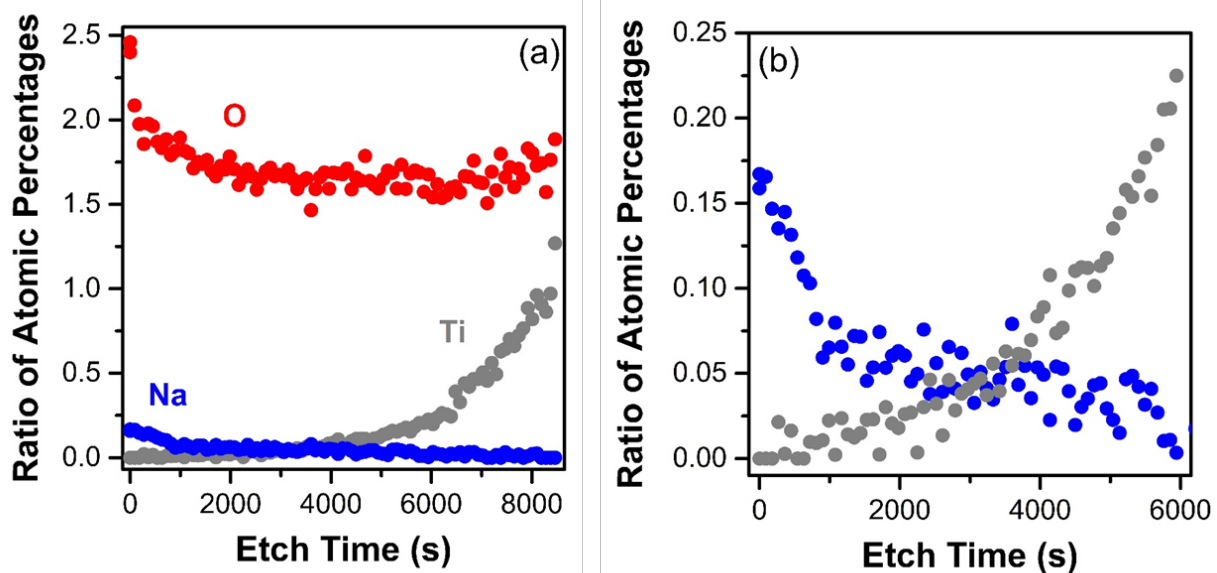 Ratio of Atomic Percentages
2.5
2.0
1.5
1.0
0.5
0.0
(a)
O
Ti
Na
0 2000 4000 6000 8000
Etch Time (s)
Ratio of Atomic Percentages
0.25
0.20
0.15
0.10
0.05
0.00
(b)
0 2000 4000 6000
Etch Time (s)